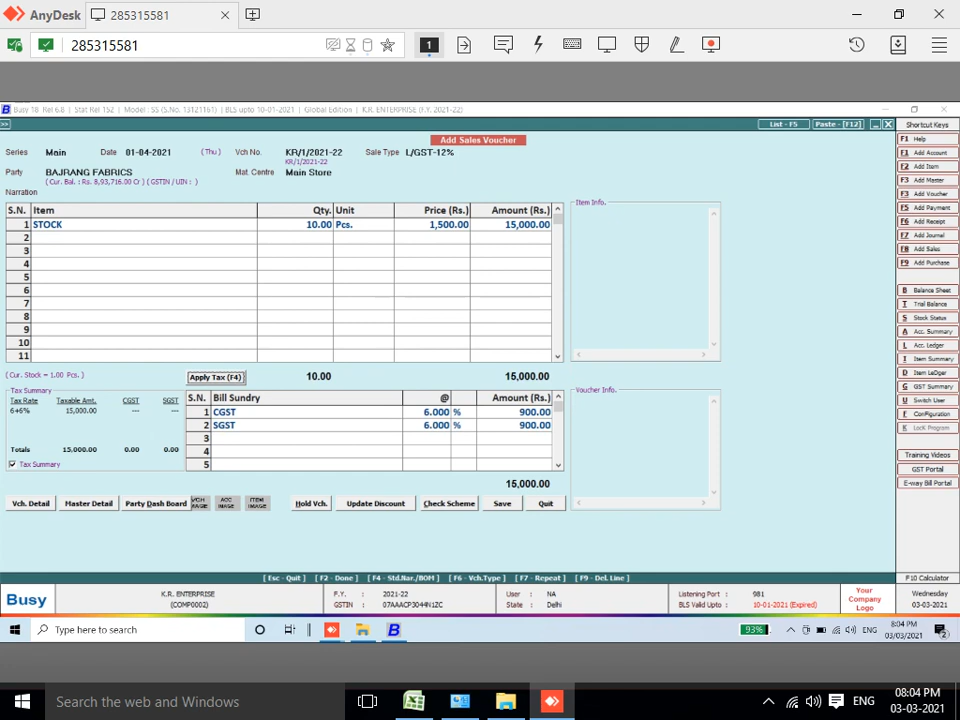 AnyDesk 285315581
285315581 1
Busy 18 Rel 6.8 | Stat Rel 152 | Model : SS (S.No. 13121161) | BLS upto 10-01-2021 | Global Edition | K.R. ENTERPRISE (F.Y. 2021-22)
>> List - F5 Paste - [F12] Shortcut Keys
Add Sales Voucher
Series Main Date 01-04-2021 (Thu) Vch No. KR/1/2021-22 Sale Type L/GST-12%
KR/1/2021-22
Party BAJRANG FABRICS Mat. Centre Main Store
(Cur. Bal. : Rs. 8,93,716.00 Cr) (GSTIN / UIN : )
Narration
S.N. Item Qty. Unit Price (Rs.) Amount (Rs.)
1 STOCK 10.00 Pcs. 1,500.00 15,000.00
2
3
4
5
6
7
8
9
10
11
Item Info.
(Cur. Stock = 1.00 Pcs.) Apply Tax (F4) 10.00 15,000.00
Tax Summary
Tax Rate Taxable Amt. CGST SGST
6+6% 15,000.00 --- ---
Totals 15,000.00 0.00 0.00
Tax Summary
S.N. Bill Sundry @ Amount (Rs.)
1 CGST 6.000 % 900.00
2 SGST 6.000 % 900.00
3
4
5
Voucher Info.
15,000.00
Vch. Detail Master Detail Party Dash Board VCH IMAGE ACC IMAGE ITEM IMAGE Hold Vch. Update Discount Check Scheme Save Quit
F1 Help
F1 Add Account
F2 Add Item
F3 Add Master
F3 Add Voucher
F5 Add Payment
F6 Add Receipt
F7 Add Journal
F8 Add Sales
F9 Add Purchase
B Balance Sheet
T Trial Balance
S Stock Status
A Acc. Summary
L Acc. Ledger
I Item Summary
D Item LeDger
G GST Summary
U Switch User
F Configuration
K LocK Program
Training Videos
GST Portal
E-way Bill Portal
[ Esc - Quit ] [ F2 - Done ] [ F4 - Std.Nar./BOM ] [ F6 - Vch.Type ] [ F7 - Repeat ] [ F9 - Del. Line ] F10 Calculator
Busy K.R. ENTERPRISE F.Y. : 2021-22 User : NA Listening Port : 981 Your Company Logo Wednesday
(COMP0002) GSTIN : 07AAACP3044N1ZC State : Delhi BLS Valid Upto : 10-01-2021 (Expired) 03-03-2021
Type here to search 93% ENG 8:04 PM
03/03/2021 2
Search the web and Windows ENG 08:04 PM
03-03-2021